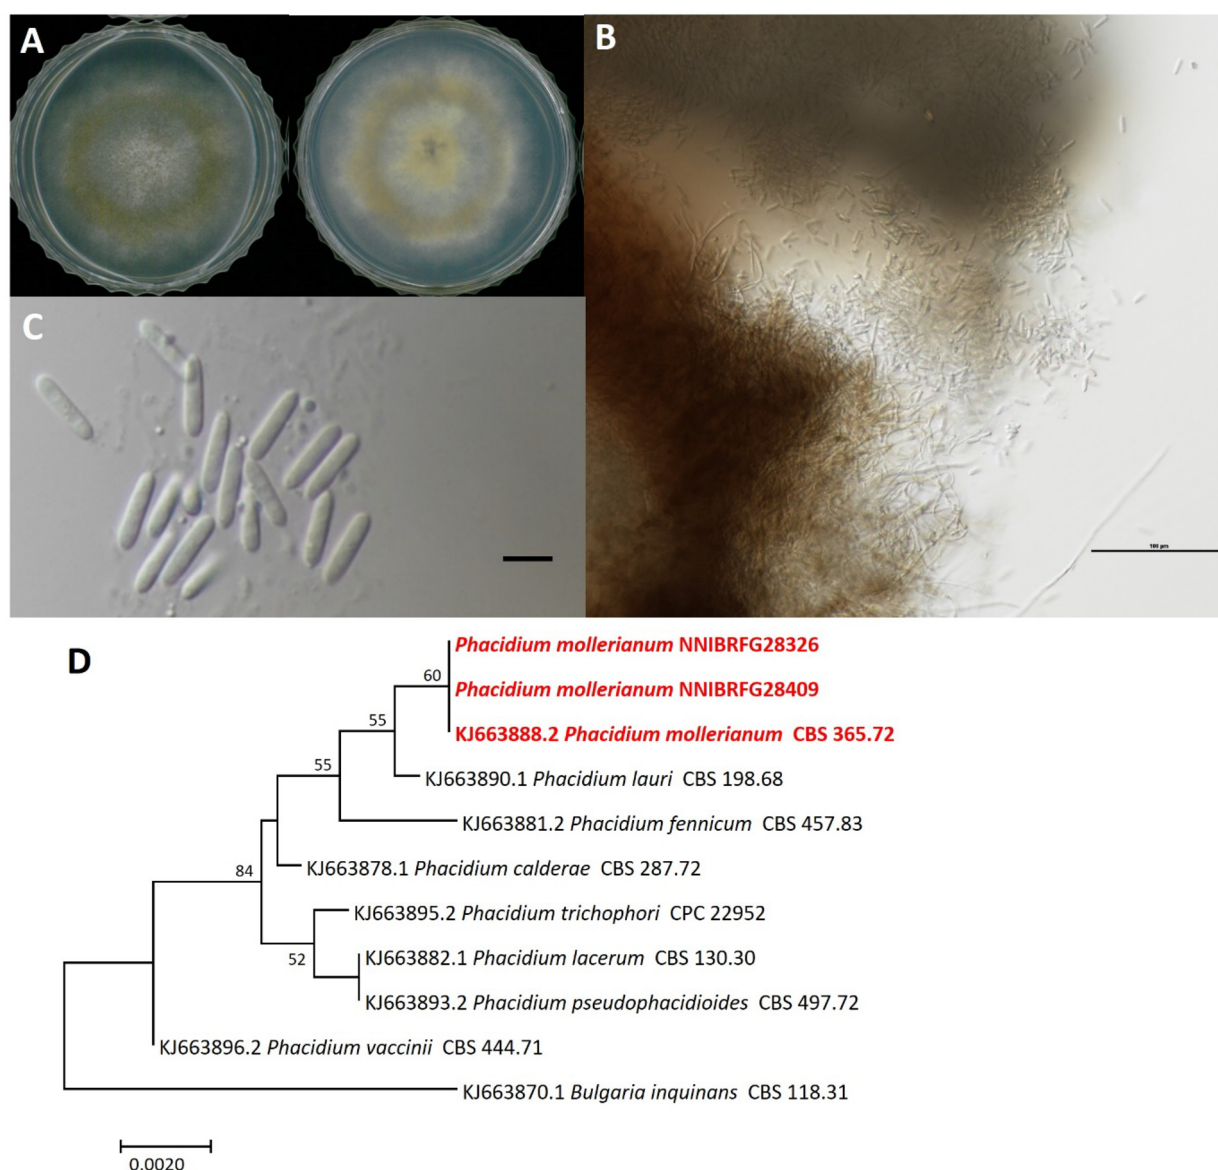 A
B
C
100 µm
D
Phacidium mollerianum NNIBRFG28326
60
Phacidium mollerianum NNIBRFG28409
55
KJ663888.2 Phacidium mollerianum CBS 365.72
55
KJ663890.1 Phacidium lauri CBS 198.68
KJ663881.2 Phacidium fennicum CBS 457.83
84
KJ663878.1 Phacidium calderae CBS 287.72
KJ663895.2 Phacidium trichophori CPC 22952
52
KJ663882.1 Phacidium lacerum CBS 130.30
KJ663893.2 Phacidium pseudophacidioides CBS 497.72
KJ663896.2 Phacidium vaccinii CBS 444.71
KJ663870.1 Bulgaria inquinans CBS 118.31
0.0020